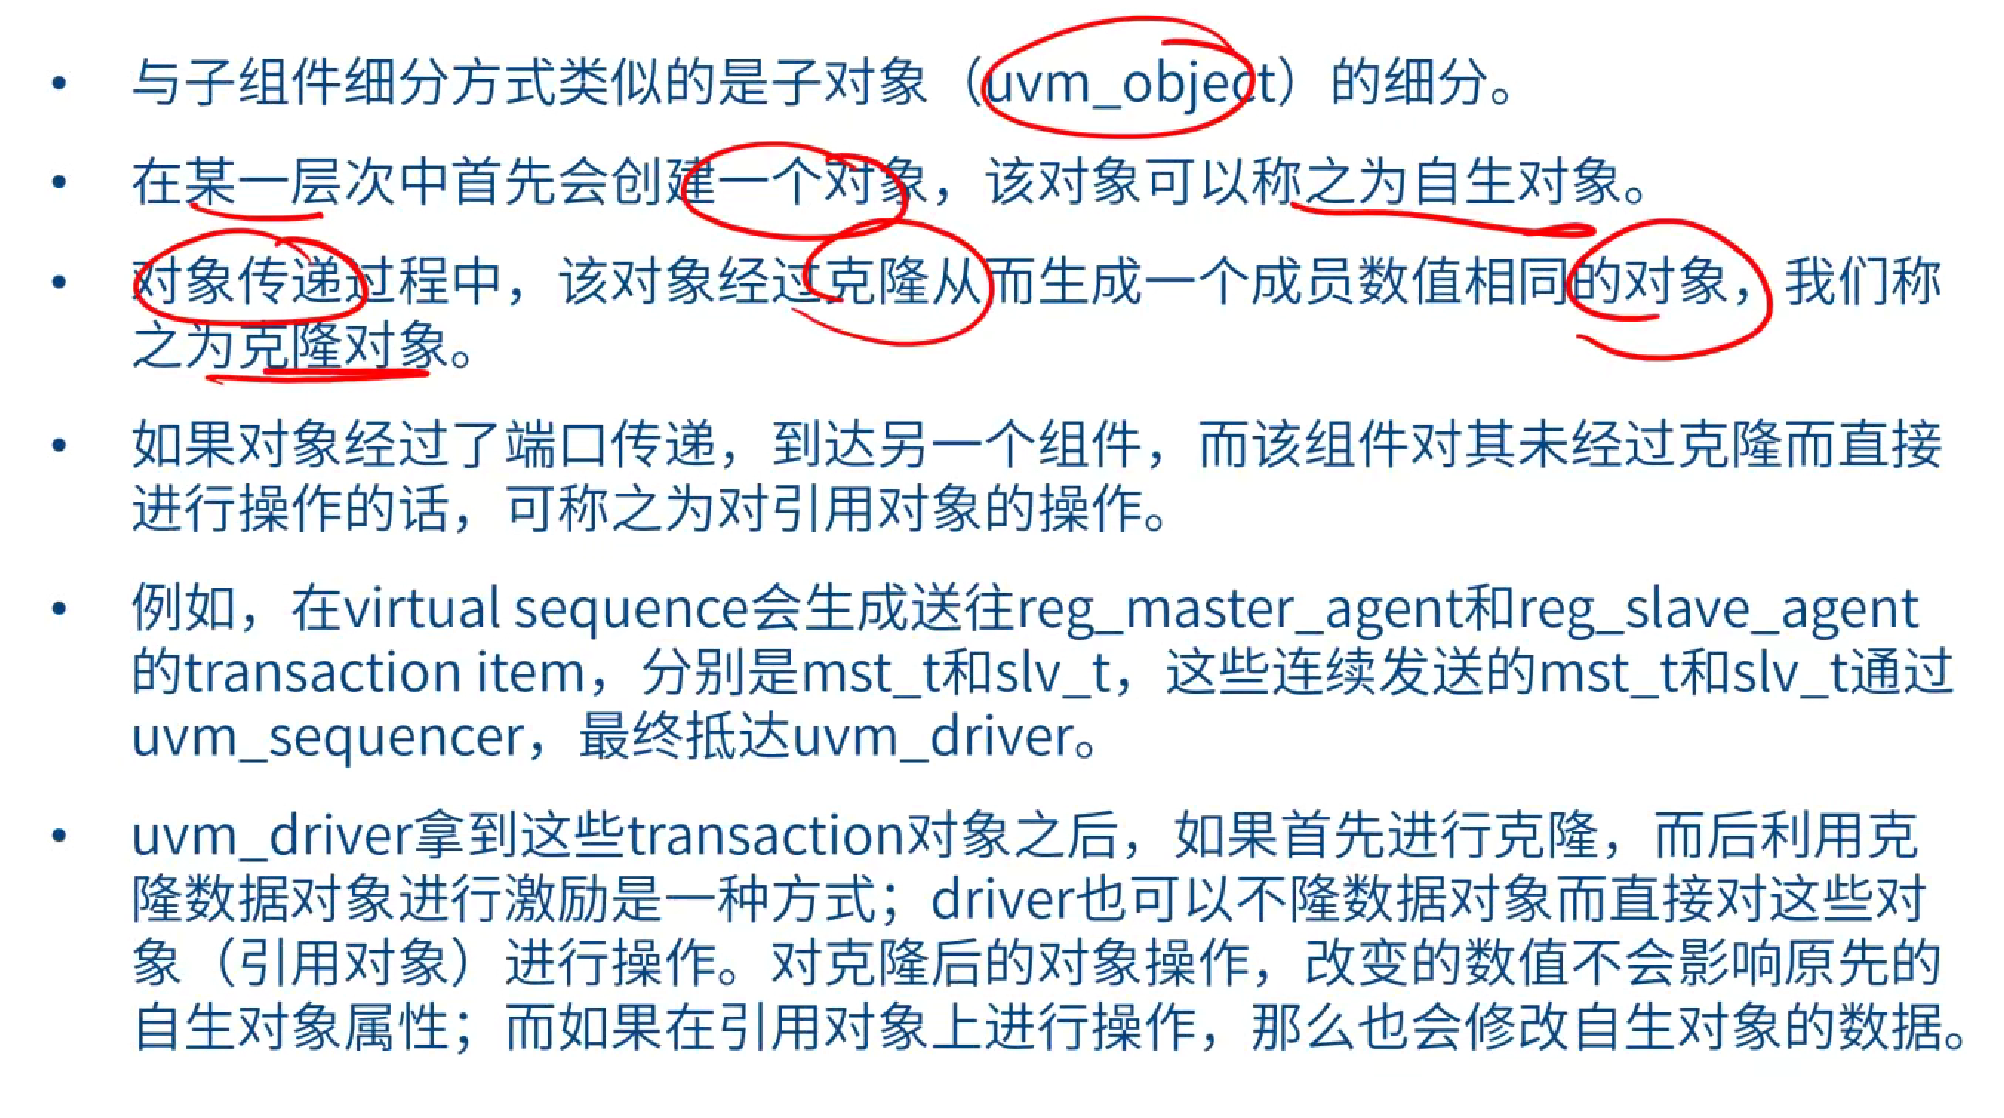 • 与子组件细分方式类似的是子对象（uvm_object）的细分。
• 在某一层次中首先会创建一个对象，该对象可以称之为自生对象。
• 对象传递过程中，该对象经过克隆从而生成一个成员数值相同的对象，我们称
之为克隆对象。
• 如果对象经过了端口传递，到达另一个组件，而该组件对其未经过克隆而直接
进行操作的话，可称之为对引用对象的操作。
• 例如，在virtual sequence会生成送往reg_master_agent和reg_slave_agent
的transaction item，分别是mst_t和slv_t，这些连续发送的mst_t和slv_t通过
uvm_sequencer，最终抵达uvm_driver。
• uvm_driver拿到这些transaction对象之后，如果首先进行克隆，而后利用克
隆数据对象进行激励是一种方式；driver也可以不隆数据对象而直接对这些对
象（引用对象）进行操作。对克隆后的对象操作，改变的数值不会影响原先的
自生对象属性；而如果在引用对象上进行操作，那么也会修改自生对象的数据。